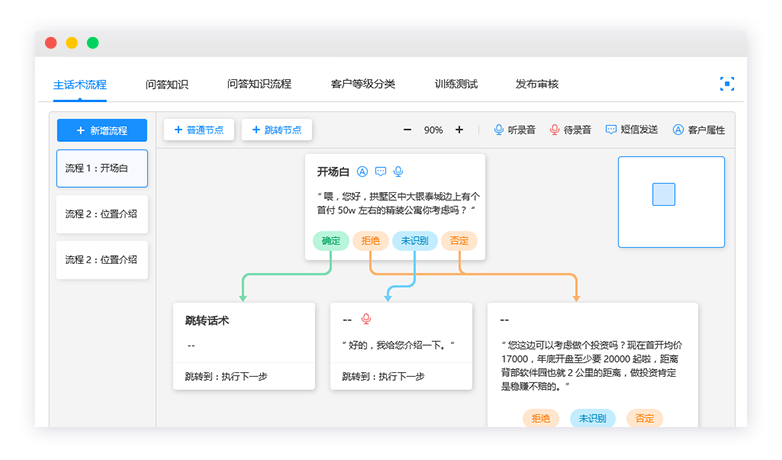 主话术流程 问答知识 问答知识流程 客户等级分类 训练测试 发布审核
+ 新增流程
+ 普通节点 + 跳转节点 − 90% + 听录音 待录音 短信发送 A 客户属性
流程 1：开场白
流程 2：位置介绍
流程 2：位置介绍
开场白 A
“ 喂，您好，拱墅区中大银泰城边上有个
首付 50w 左右的精装公寓你考虑吗？ ”
确定 拒绝 未识别 否定
跳转话术
--
跳转到：执行下一步
--
“ 好的，我给您介绍一下。”
跳转到：执行下一步
--
“ 您这边可以考虑做个投资吗？现在首开均价
17000，年底开盘至少要 20000 起啦，距离
背部软件园也就 2 公里的距离，做投资肯定
是稳赚不赔的。”
拒绝 未识别 否定